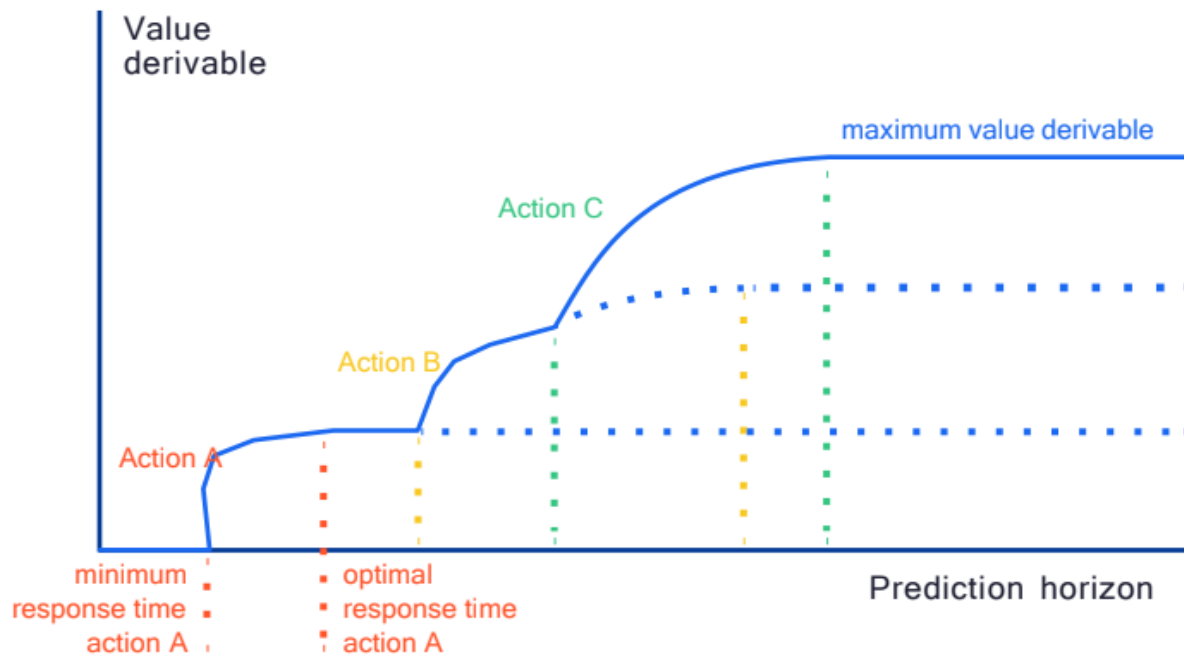 Value
derivable
maximum value derivable
Action C
Action B
Action A
minimum
response time
action A
optimal
response time
action A
Prediction horizon